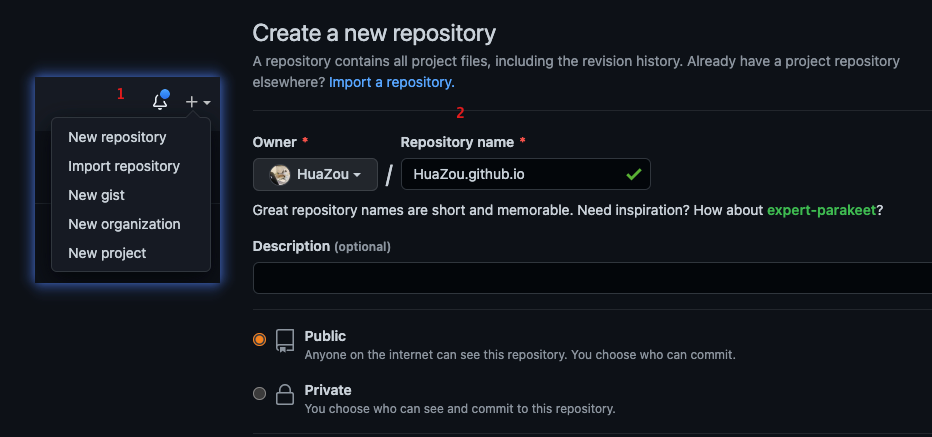 1
New repository
Import repository
New gist
New organization
New project
Create a new repository
A repository contains all project files, including the revision history. Already have a project repository
elsewhere? Import a repository.
2
Owner * Repository name *
HuaZou / HuaZou.github.io
Great repository names are short and memorable. Need inspiration? How about expert-parakeet?
Description (optional)
Public
Anyone on the internet can see this repository. You choose who can commit.
Private
You choose who can see and commit to this repository.